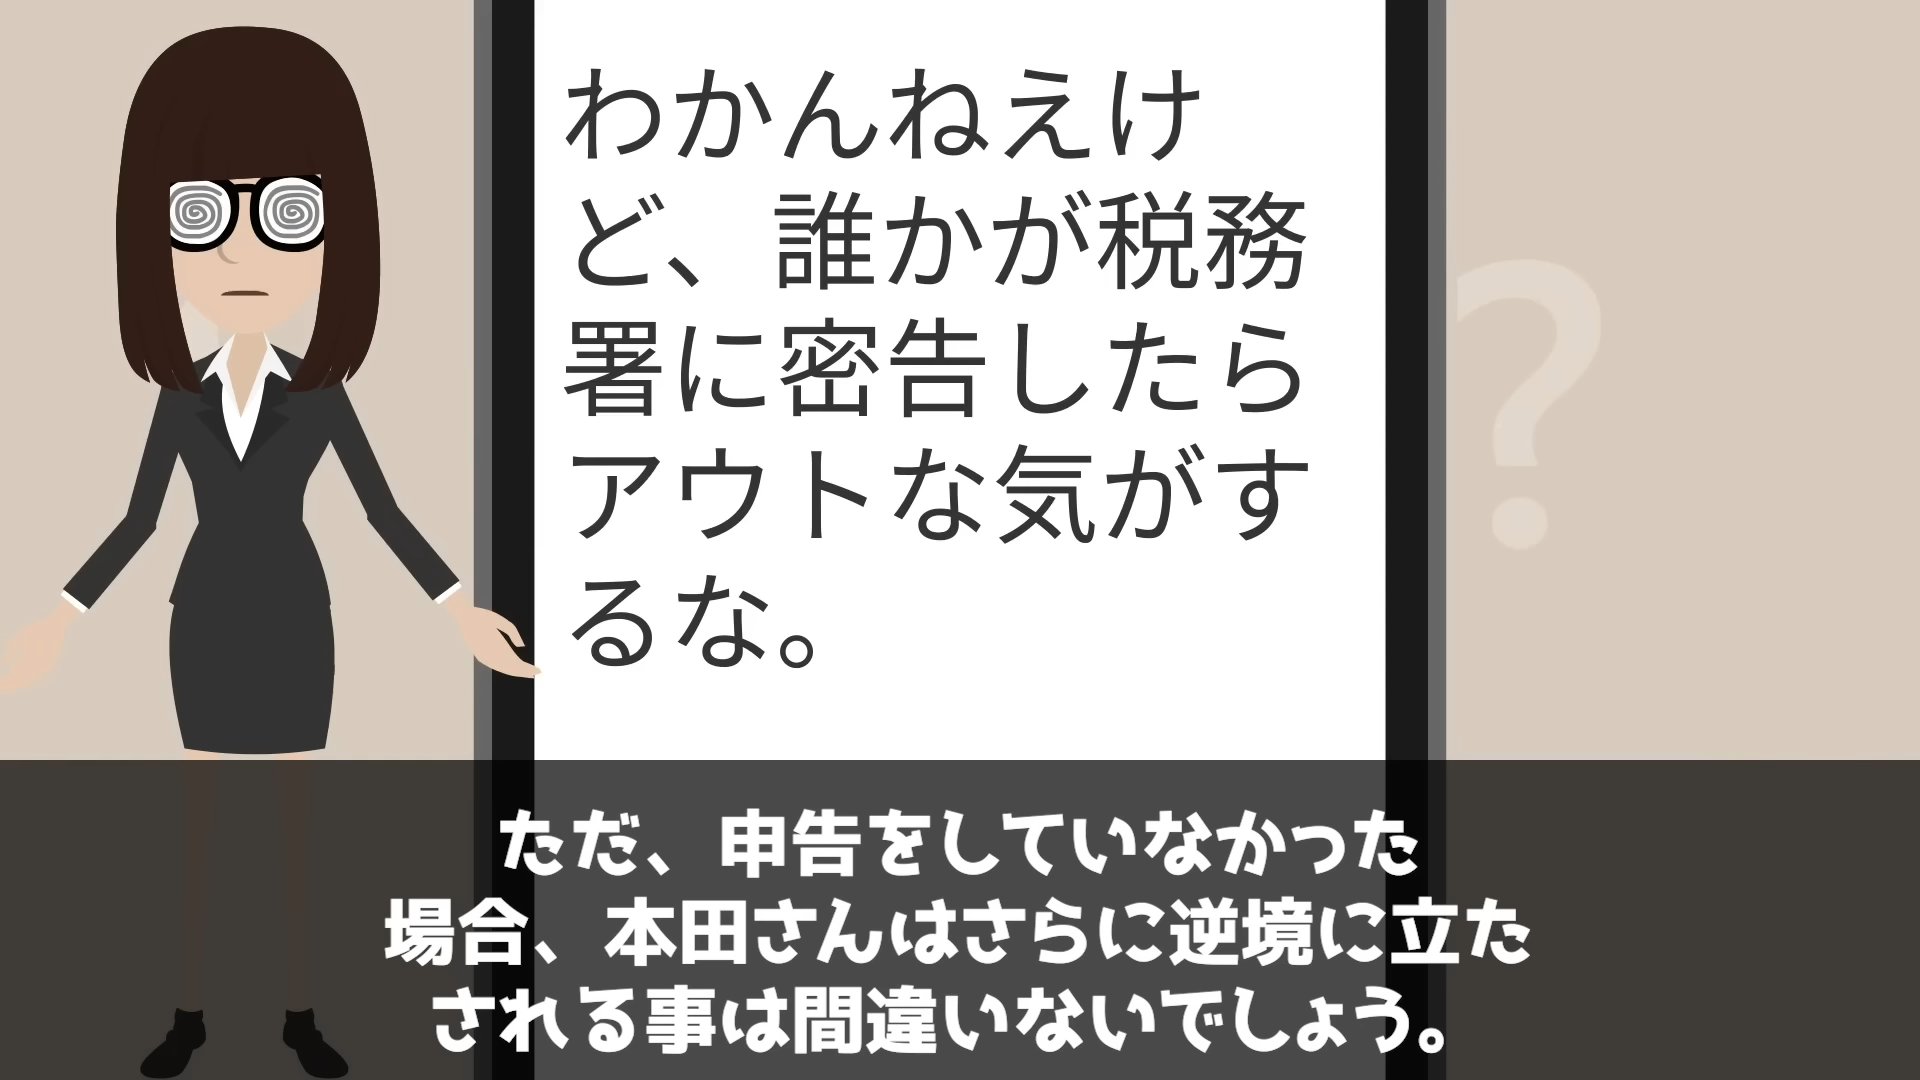 わかんねえけ
ど、誰かが税務
署に密告したら
アウトな気がす
るな。
?
ただ、申告をしていなかった
場合、本田さんはさらに逆境に立た
される事は間違いないでしょう。